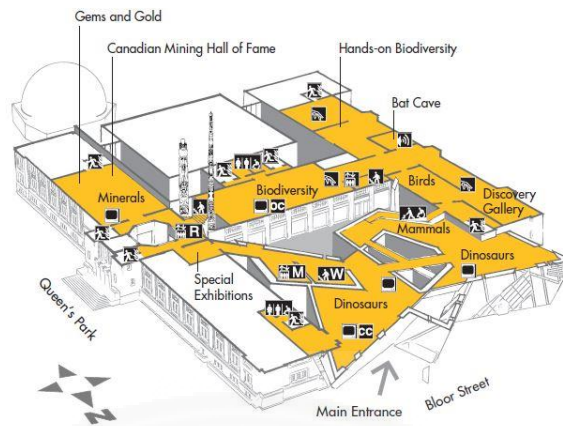 Gems and Gold
Canadian Mining Hall of Fame
Hands-on Biodiversity
Bat Cave
Minerals
Biodiversity
Birds
Discovery
Gallery
CC
R
Mammals
Dinosaurs
Special
Exhibitions
M
W
Dinosaurs
CC
Queen's Park
Main Entrance
Bloor Street
N